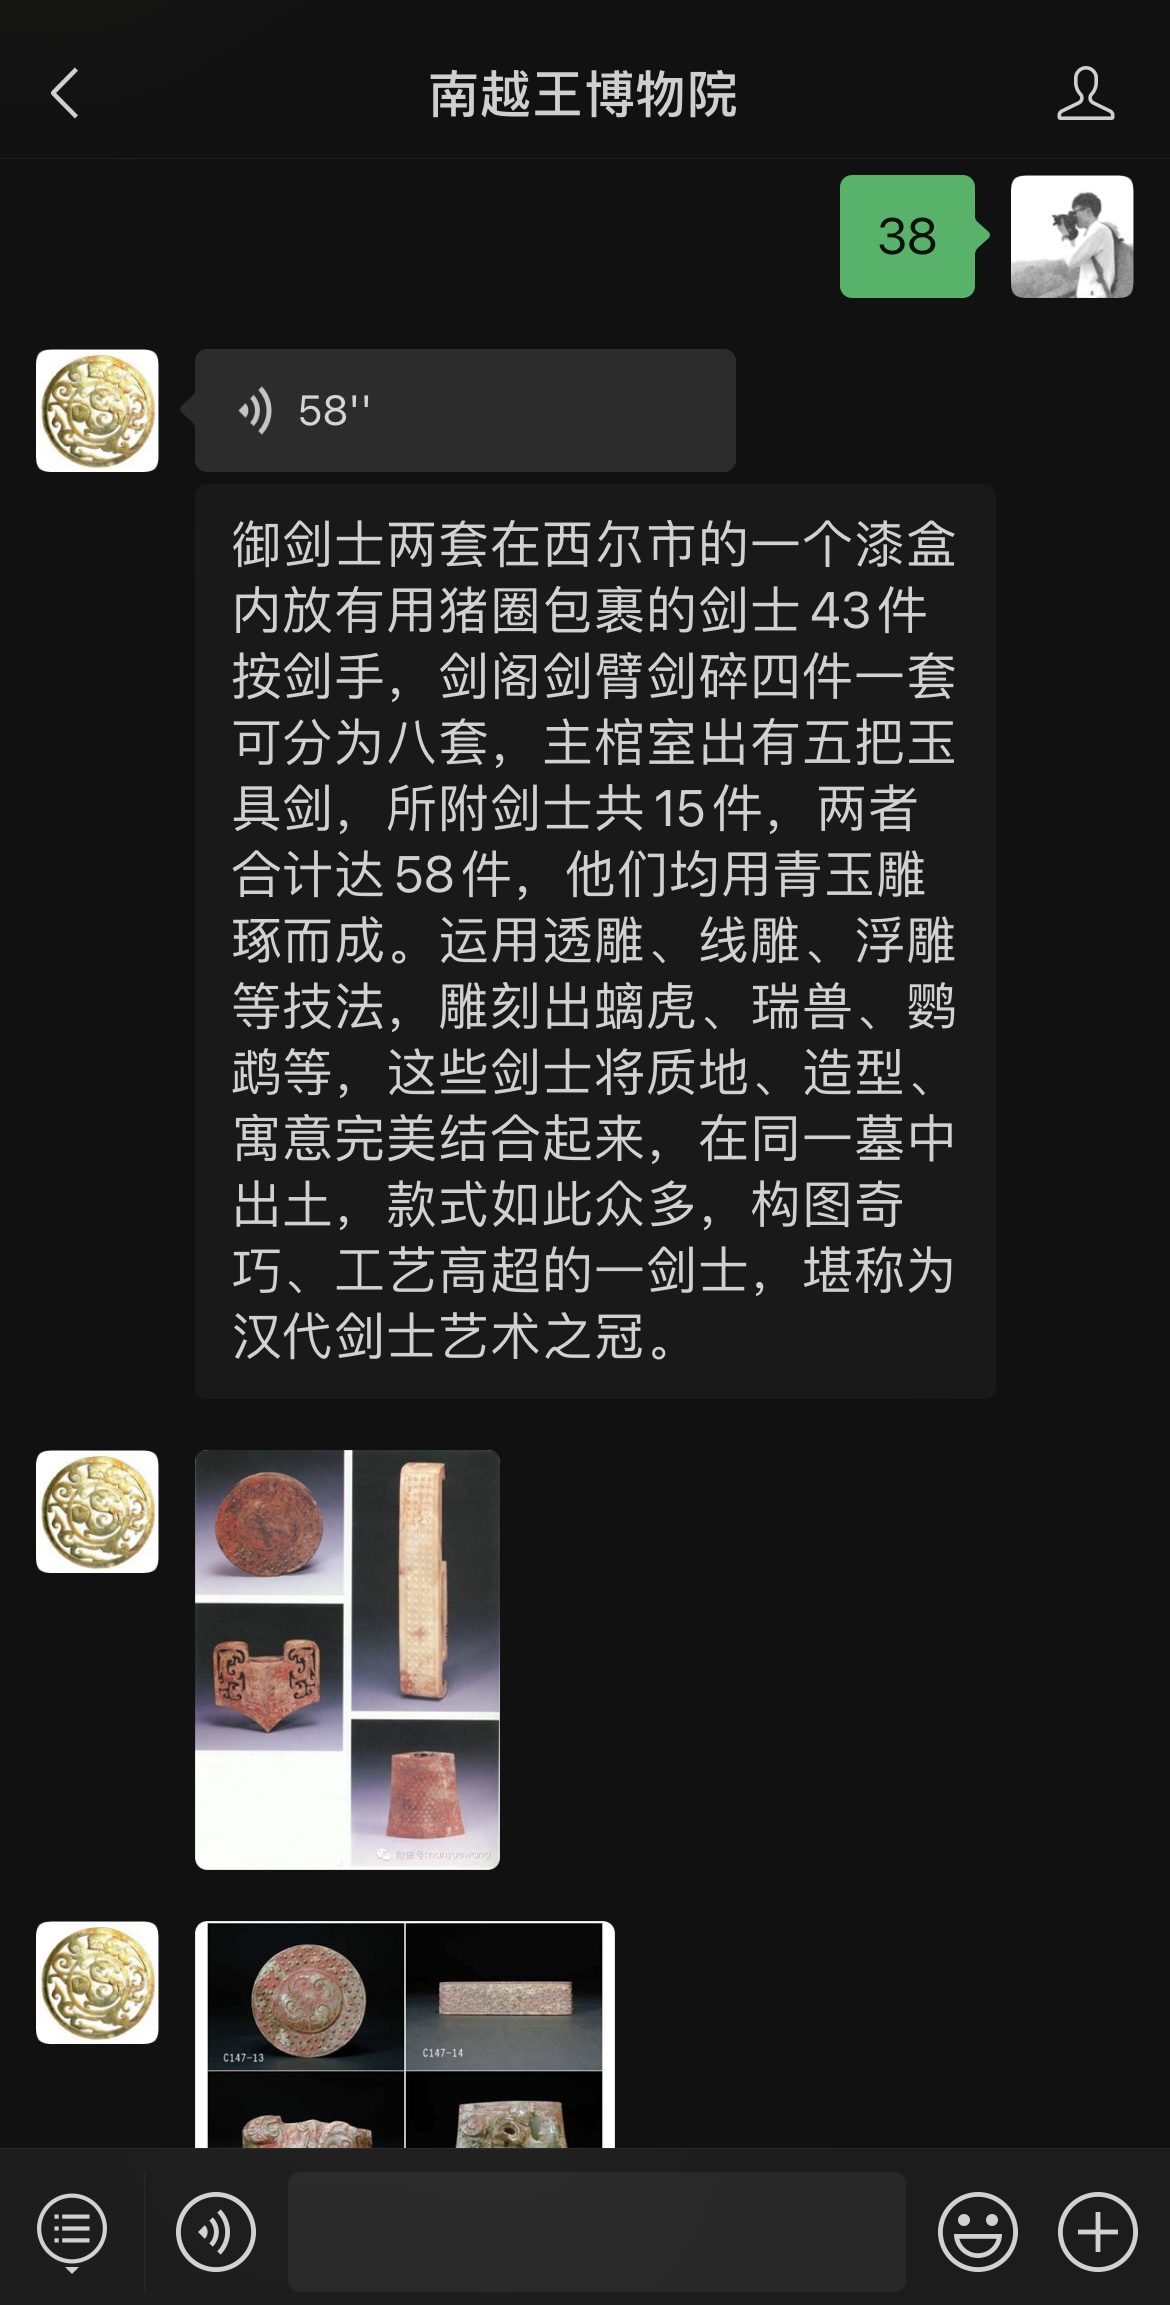 南越王博物院
38
58''
御剑士两套在西尔市的一个漆盒
内放有用猪圈包裹的剑士43件
按剑手，剑阁剑臂剑碎四件一套
可分为八套，主棺室出有五把玉
具剑，所附剑士共15件，两者
合计达58件，他们均用青玉雕
琢而成。运用透雕、线雕、浮雕
等技法，雕刻出螭虎、瑞兽、鹦
鹉等，这些剑士将质地、造型、
寓意完美结合起来，在同一墓中
出土，款式如此众多，构图奇
巧、工艺高超的一剑士，堪称为
汉代剑士艺术之冠。
微信号:nanyuewang
C147-13
C147-14